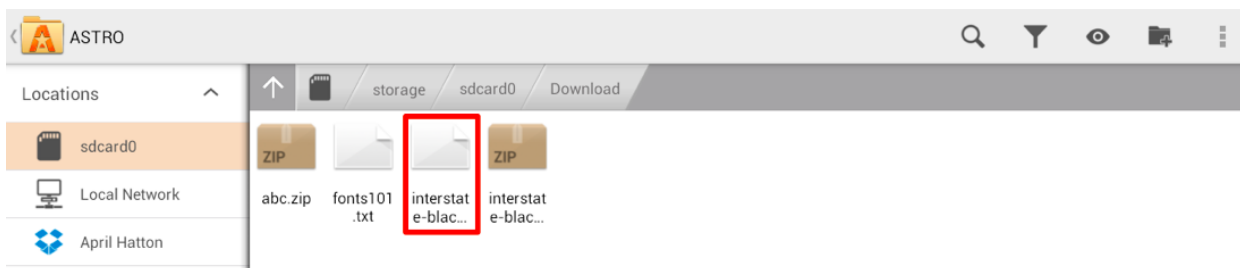 ASTRO
Locations
storage sdcard0 Download
sdcard0
ZIP ZIP
Local Network
abc.zip fonts101 interstat interstat
.txt e-blac... e-blac...
April Hatton